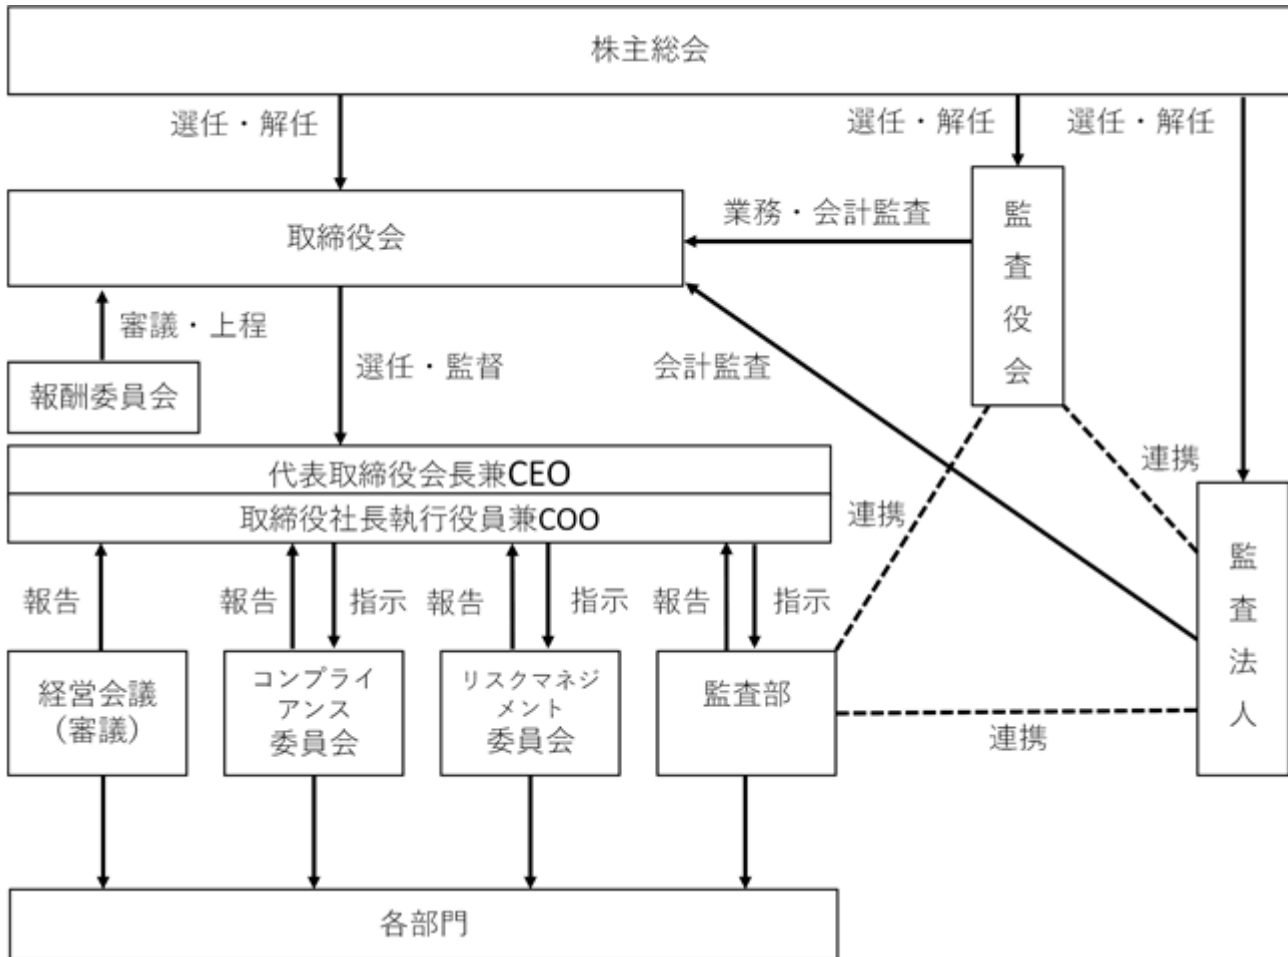 株主総会
選任・解任
選任・解任
選任・解任
取締役会
業務・会計監査
監査役会
審議・上程
報酬委員会
選任・監督
会計監査
代表取締役会長兼CEO
取締役社長執行役員兼COO
連携
連携
監査法人
報告
報告
指示
報告
指示
報告
指示
経営会議
（審議）
コンプライ
アンス
委員会
リスクマネジ
メント
委員会
監査部
連携
各部門